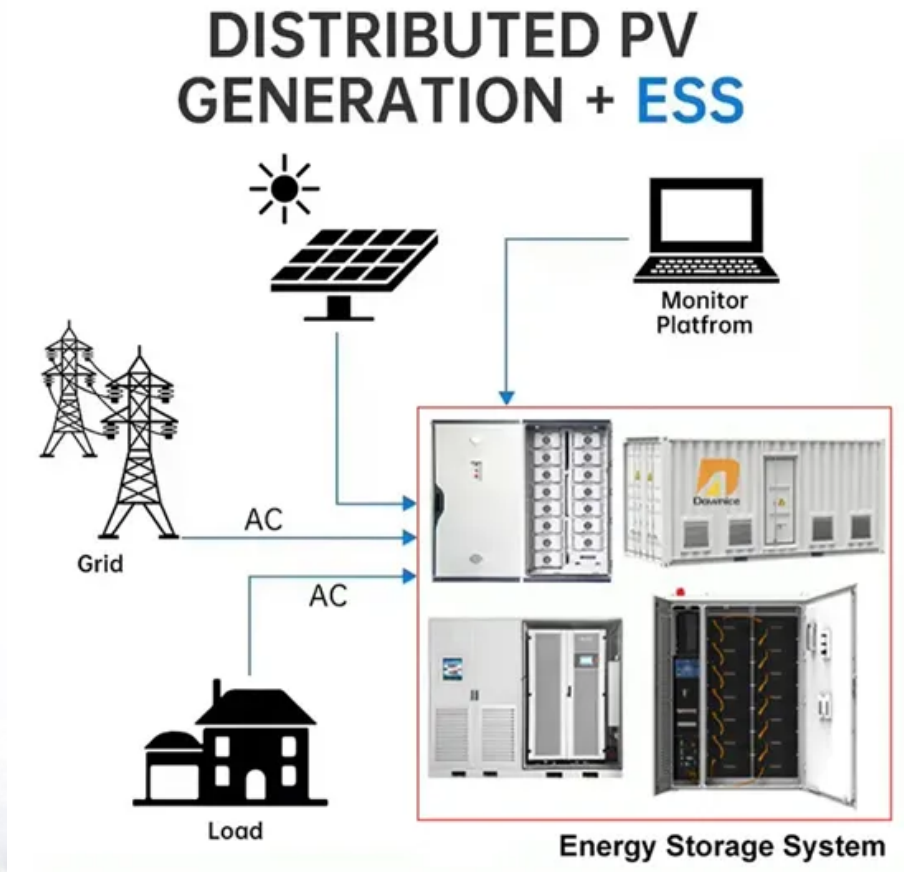 DISTRIBUTED PV
GENERATION + ESS
Monitor
Platfrom
AC
Grid
AC
Load
Dawnice
Energy Storage System